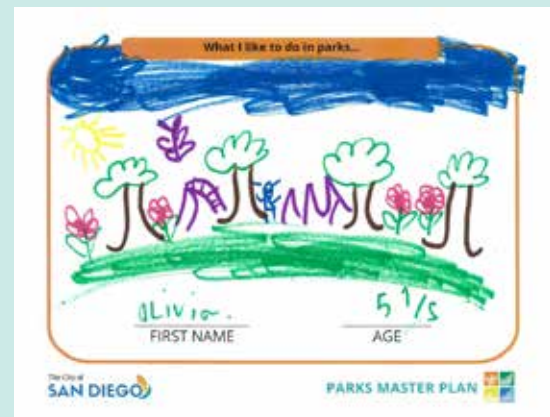 What I like to do in parks...
Olivia.
FIRST NAME
5 1/5
AGE
The City of
SAN DIEGO
PARKS MASTER PLAN